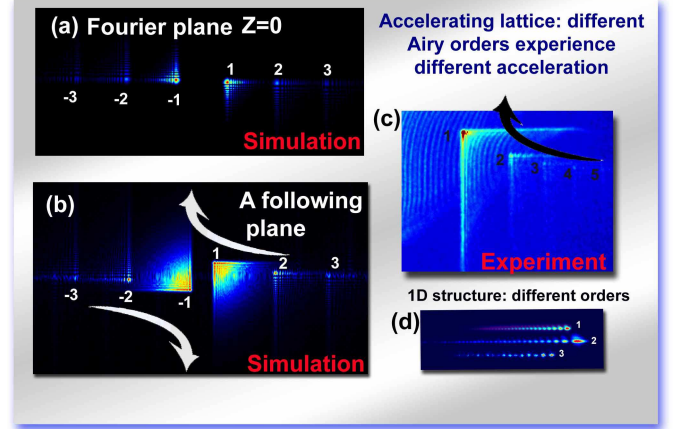 (a) Fourier plane Z=0
-3 -2 -1 1 2 3
Simulation
Accelerating lattice: different
Airy orders experience
different acceleration
(b) A following
plane
-3 -2 -1 1 2 3
Simulation
(c)
1 2 3 4 5
Experiment
1D structure: different orders
(d)
1
2
3